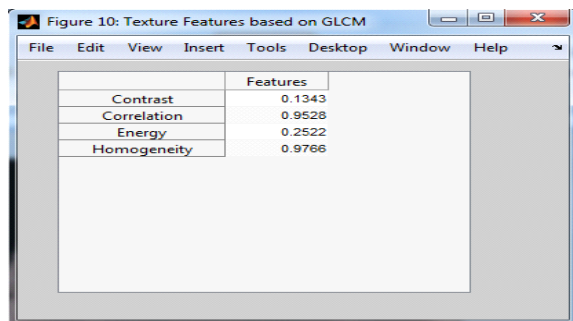 Figure 10: Texture Features based on GLCM
File Edit View Insert Tools Desktop Window Help
Features
Contrast 0.1343
Correlation 0.9528
Energy 0.2522
Homogeneity 0.9766